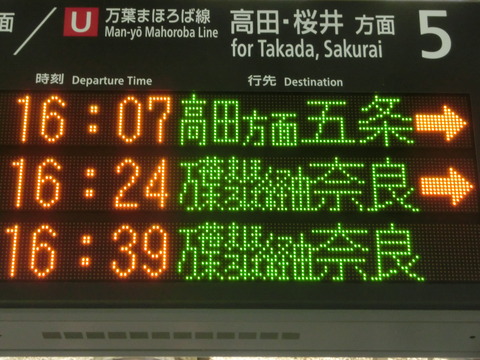 面 U 万葉まほろば線 高田・桜井 方面 5
Man-yō Mahoroba Line for Takada, Sakurai
時刻 Departure Time 行先 Destination
16:07 高田方面 五条 →
16:24 奈良 →
16:39 奈良